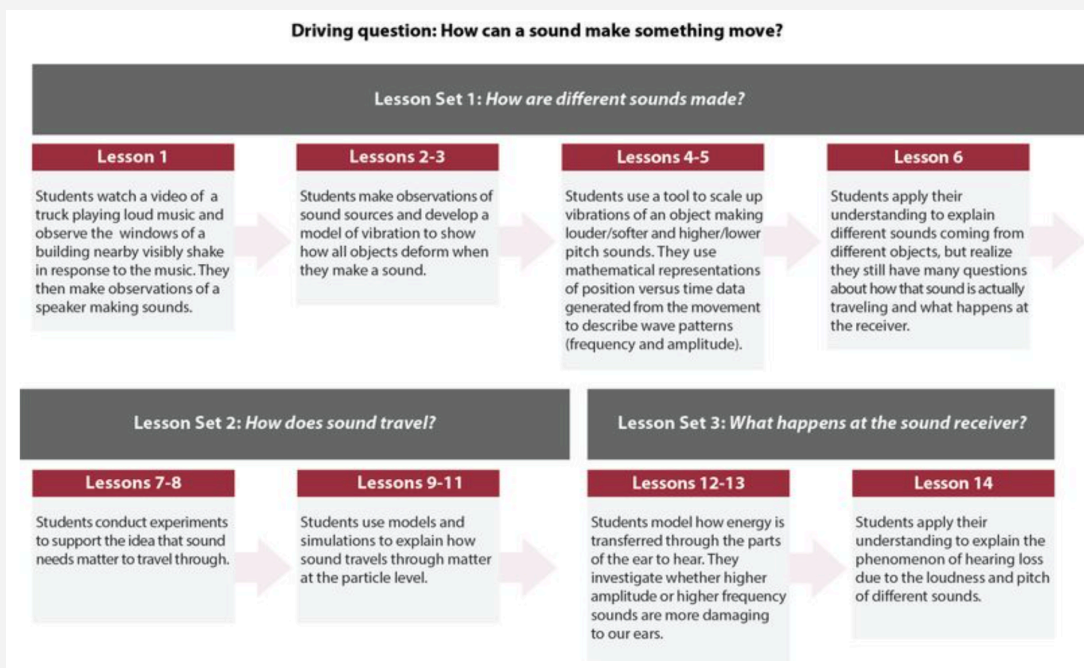 Driving question: How can a sound make something move?
Lesson Set 1: How are different sounds made?
Lesson 1
Students watch a video of a
truck playing loud music and
observe the windows of a
building nearby visibly shake
in response to the music. They
then make observations of a
speaker making sounds.
Lessons 2-3
Students make observations of
sound sources and develop a
model of vibration to show
how all objects deform when
they make a sound.
Lessons 4-5
Students use a tool to scale up
vibrations of an object making
louder/softer and higher/lower
pitch sounds. They use
mathematical representations
of position versus time data
generated from the movement
to describe wave patterns
(frequency and amplitude).
Lesson 6
Students apply their
understanding to explain
different sounds coming from
different objects, but realize
they still have many questions
about how that sound is actually
traveling and what happens at
the receiver.
Lesson Set 2: How does sound travel?
Lessons 7-8
Students conduct experiments
to support the idea that sound
needs matter to travel through.
Lessons 9-11
Students use models and
simulations to explain how
sound travels through matter
at the particle level.
Lesson Set 3: What happens at the sound receiver?
Lessons 12-13
Students model how energy is
transferred through the parts
of the ear to hear. They
investigate whether higher
amplitude or higher frequency
sounds are more damaging
to our ears.
Lesson 14
Students apply their
understanding to explain the
phenomenon of hearing loss
due to the loudness and pitch
of different sounds.